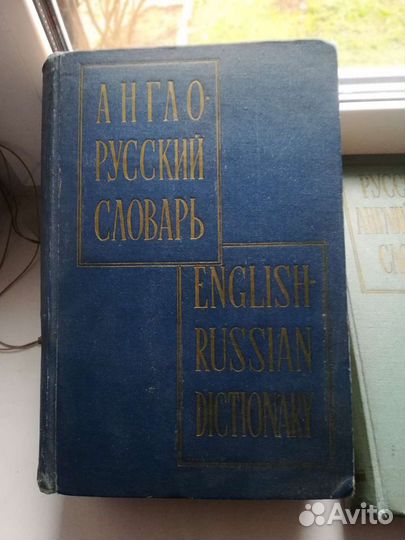 АНГЛО-
РУССКИЙ
СЛОВАРЬ
ENGLISH-
RUSSIAN
DICTIONARY
Avito